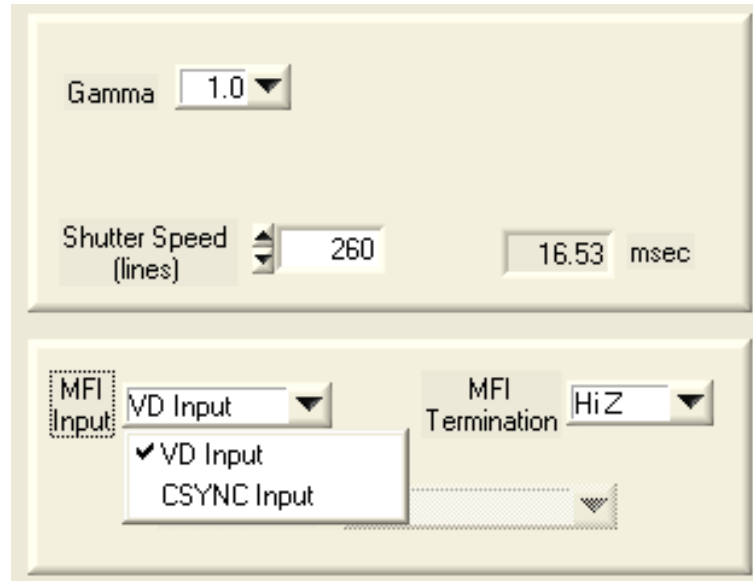 Gamma 1.0
Shutter Speed (lines) 260 16.53 msec
MFI Input VD Input MFI Termination HiZ
VD Input
CSYNC Input